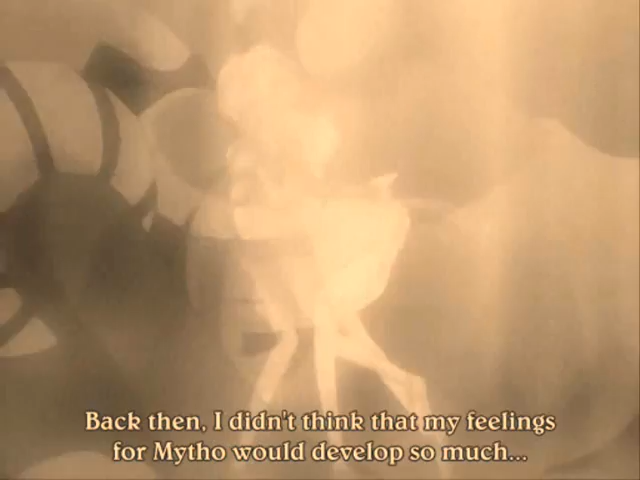 Back then, I didn't think that my feelings
for Mytho would develop so much...